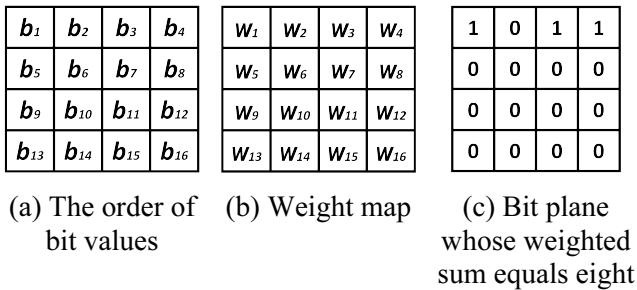 b1 b2 b3 b4 w1 w2 w3 w4 1 0 1 1
b5 b6 b7 b8 w5 w6 w7 w8 0 0 0 0
b9 b10 b11 b12 w9 w10 w11 w12 0 0 0 0
b13 b14 b15 b16 w13 w14 w15 w16 0 0 0 0
(a) The order of
bit values
(b) Weight map
(c) Bit plane
whose weighted
sum equals eight